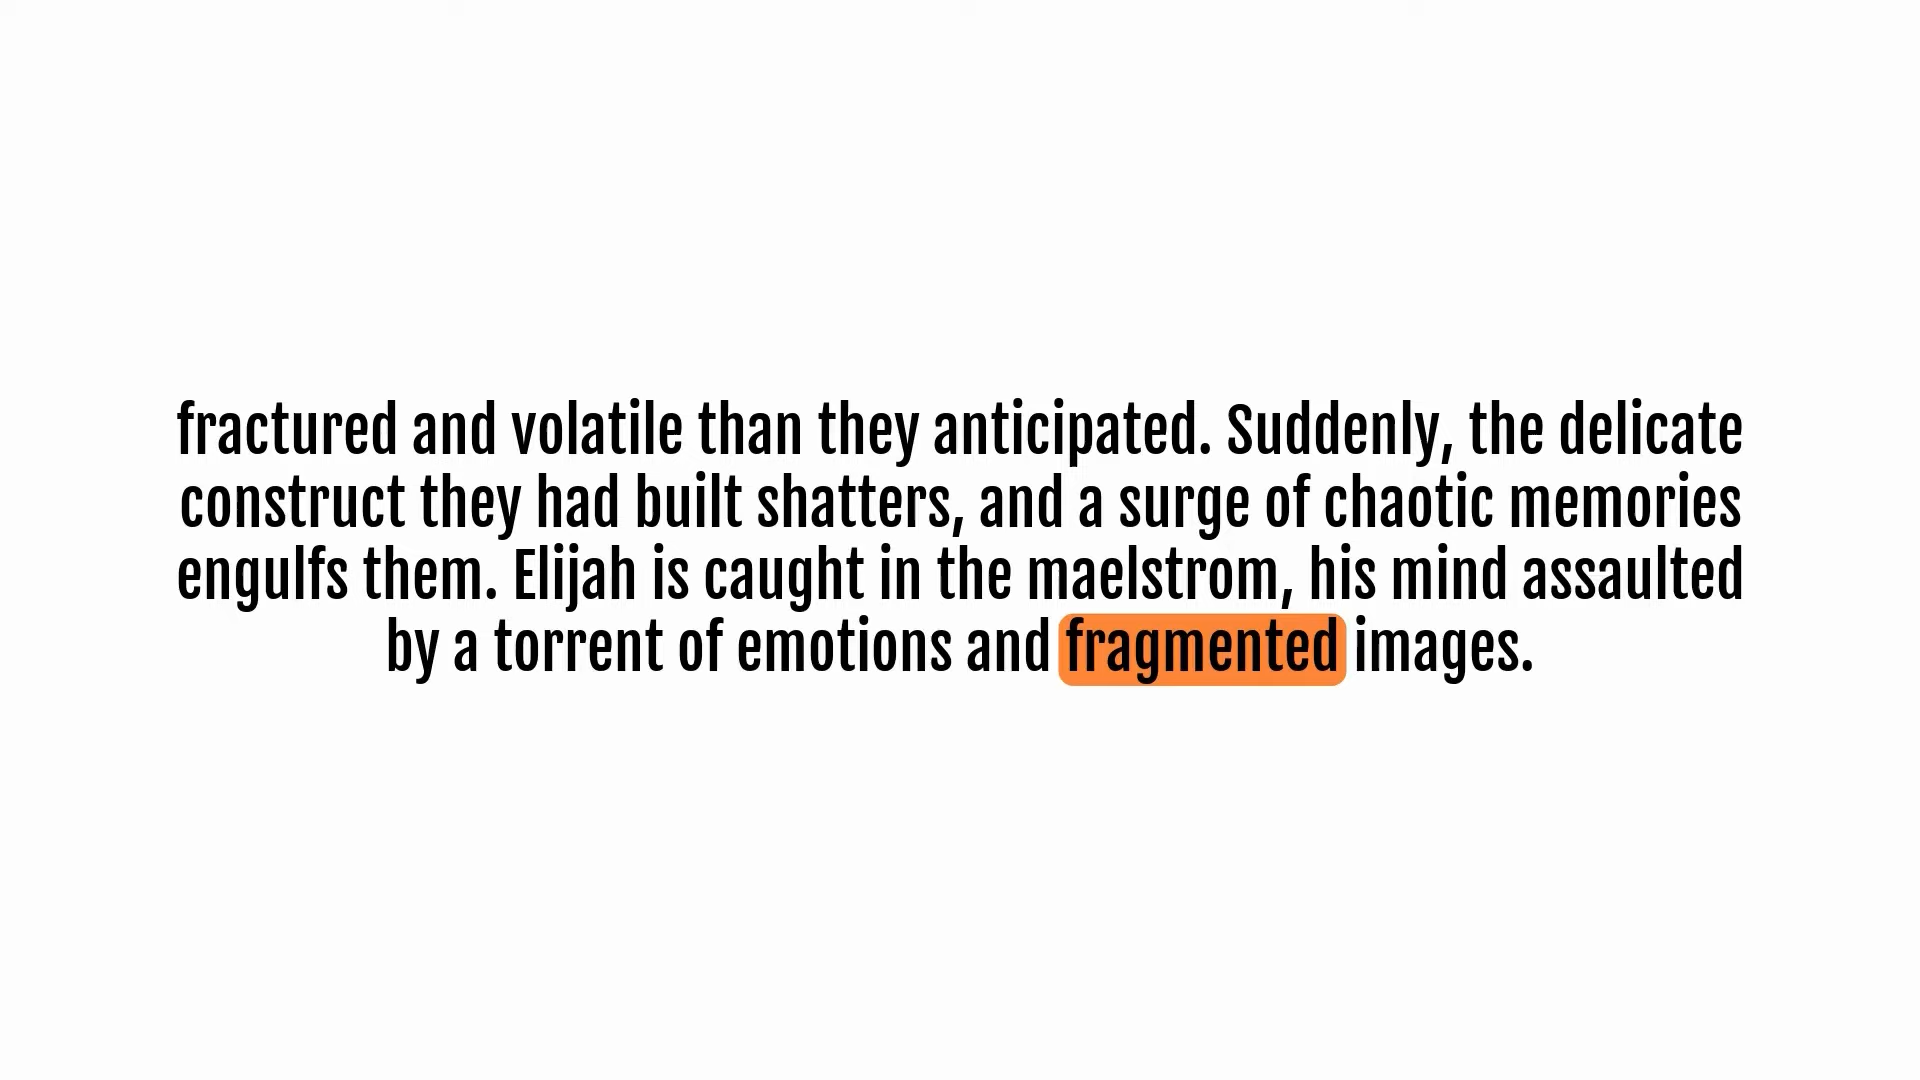 fractured and volatile than they anticipated. Suddenly, the delicate
construct they had built shatters, and a surge of chaotic memories
engulfs them. Elijah is caught in the maelstrom, his mind assaulted
by a torrent of emotions and fragmented images.